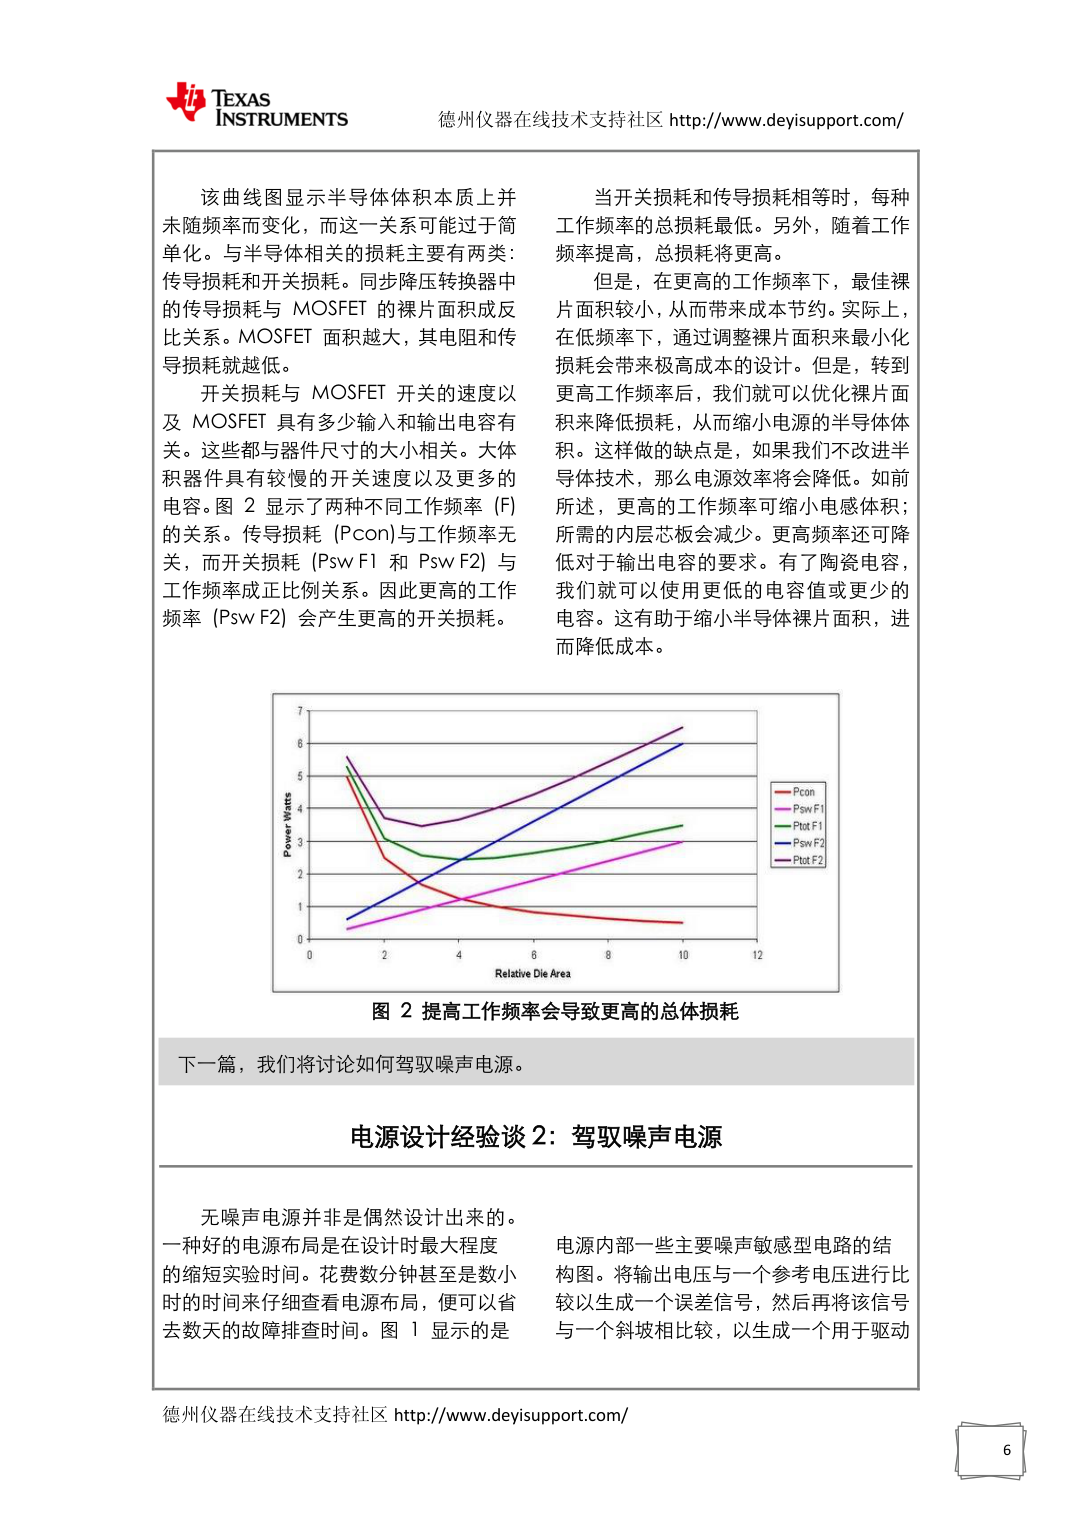 TEXAS
INSTRUMENTS
德州仪器在线技术支持社区 http://www.deyisupport.com/
该曲线图显示半导体体积本质上并
未随频率而变化，而这一关系可能过于简
单化。与半导体相关的损耗主要有两类：
传导损耗和开关损耗。同步降压转换器中
的传导损耗与 MOSFET 的裸片面积成反
比关系。MOSFET 面积越大，其电阻和传
导损耗就越低。
开关损耗与 MOSFET 开关的速度以
及 MOSFET 具有多少输入和输出电容有
关。这些都与器件尺寸的大小相关。大体
积器件具有较慢的开关速度以及更多的
电容。图 2 显示了两种不同工作频率 (F)
的关系。传导损耗 (Pcon)与工作频率无
关，而开关损耗 (Psw F1 和 Psw F2) 与
工作频率成正比例关系。因此更高的工作
频率 (Psw F2) 会产生更高的开关损耗。
当开关损耗和传导损耗相等时，每种
工作频率的总损耗最低。另外，随着工作
频率提高，总损耗将更高。
但是，在更高的工作频率下，最佳裸
片面积较小，从而带来成本节约。实际上，
在低频率下，通过调整裸片面积来最小化
损耗会带来极高成本的设计。但是，转到
更高工作频率后，我们就可以优化裸片面
积来降低损耗，从而缩小电源的半导体体
积。这样做的缺点是，如果我们不改进半
导体技术，那么电源效率将会降低。如前
所述，更高的工作频率可缩小电感体积；
所需的内层芯板会减少。更高频率还可降
低对于输出电容的要求。有了陶瓷电容，
我们就可以使用更低的电容值或更少的
电容。这有助于缩小半导体裸片面积，进
而降低成本。
7
6
5
4
3
2
1
0
Power Watts
0 2 4 6 8 10 12
Relative Die Area
Pcon
Psw F1
Ptot F1
Psw F2
Ptot F2
图 2 提高工作频率会导致更高的总体损耗
下一篇，我们将讨论如何驾驭噪声电源。
电源设计经验谈 2：驾驭噪声电源
无噪声电源并非是偶然设计出来的。
一种好的电源布局是在设计时最大程度
的缩短实验时间。花费数分钟甚至是数小
时的时间来仔细查看电源布局，便可以省
去数天的故障排查时间。图 1 显示的是
电源内部一些主要噪声敏感型电路的结
构图。将输出电压与一个参考电压进行比
较以生成一个误差信号，然后再将该信号
与一个斜坡相比较，以生成一个用于驱动
德州仪器在线技术支持社区 http://www.deyisupport.com/
6